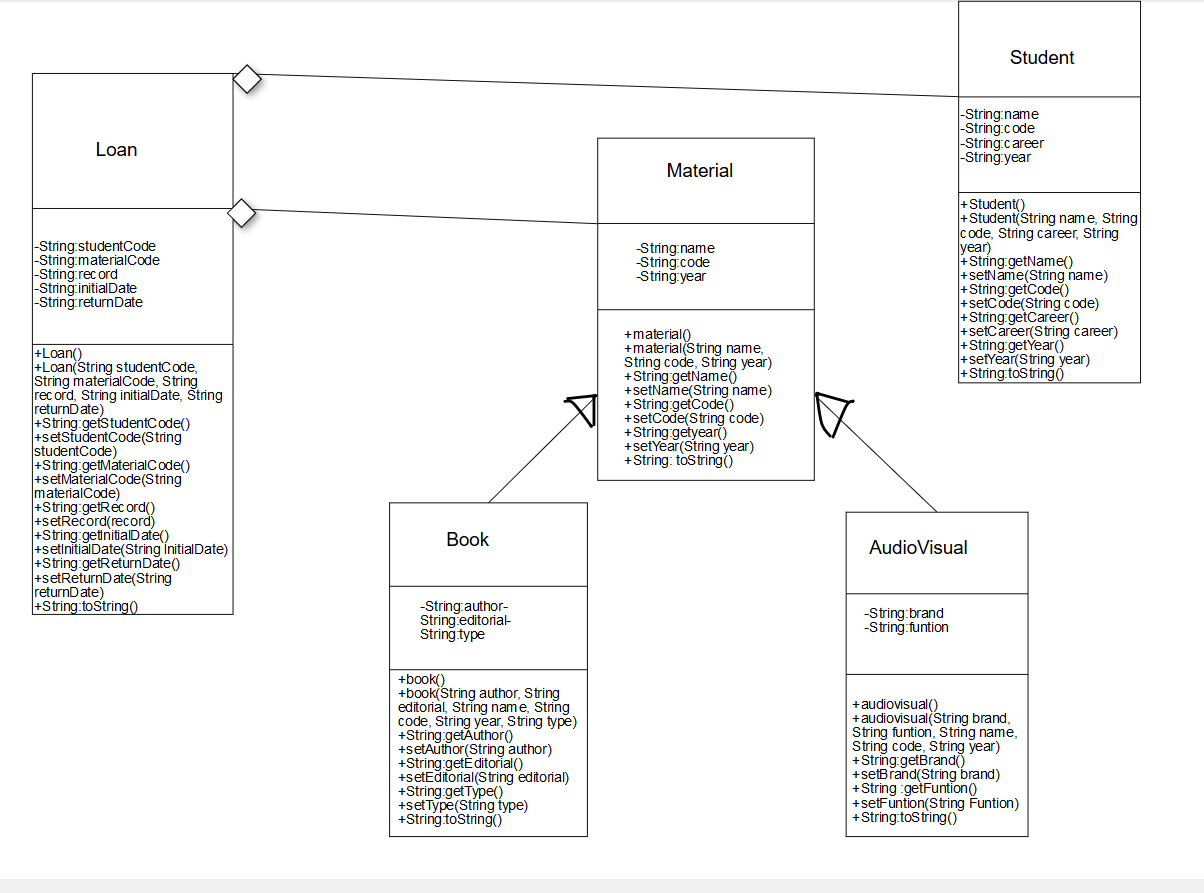 Loan
-String:studentCode
-String:materialCode
-String:record
-String:initialDate
-String:returnDate
+Loan()
+Loan(String studentCode,
String materialCode, String
record, String initialDate, String
returnDate)
+String:getStudentCode()
+setStudentCode(String
studentCode)
+String:getMaterialCode()
+setMaterialCode(String
materialCode)
+String:getRecord()
+setRecord(record)
+String:getInitialDate()
+setInitialDate(String InitialDate)
+String:getReturnDate()
+setReturnDate(String
returnDate)
+String:toString()
Material
-String:name
-String:code
-String:year
+material()
+material(String name,
String code, String year)
+String:getName()
+setName(String name)
+String:getCode()
+setCode(String code)
+String:getyear()
+setYear(String year)
+String: toString()
Student
-String:name
-String:code
-String:career
-String:year
+Student()
+Student(String name, String
code, String career, String
year)
+String:getName()
+setName(String name)
+String:getCode()
+setCode(String code)
+String:getCareer()
+setCareer(String career)
+String:getYear()
+setYear(String year)
+String:toString()
Book
-String:author-
String:editorial-
String:type
+book()
+book(String author, String
editorial, String name, String
code, String year, String type)
+String:getAuthor()
+setAuthor(String author)
+String:getEditorial()
+setEditorial(String editorial)
+String:getType()
+setType(String type)
+String:toString()
AudioVisual
-String:brand
-String:funtion
+audiovisual()
+audiovisual(String brand,
String funtion, String name,
String code, String year)
+String:getBrand()
+setBrand(String brand)
+String :getFuntion()
+setFuntion(String Funtion)
+String:toString()